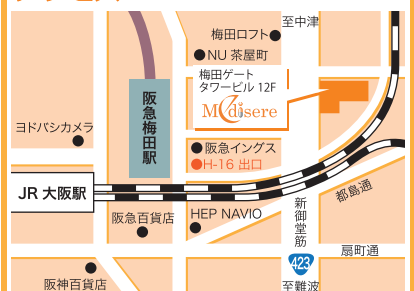 梅田ロフト
至中津
NU 茶屋町
梅田ゲート
タワービル 12F
Medisere
阪急梅田駅
ヨドバシカメラ
阪急イングス
H-16 出口
JR 大阪駅
都島通
新御堂筋
阪急百貨店
HEP NAVIO
扇町通
423
阪神百貨店
至難波